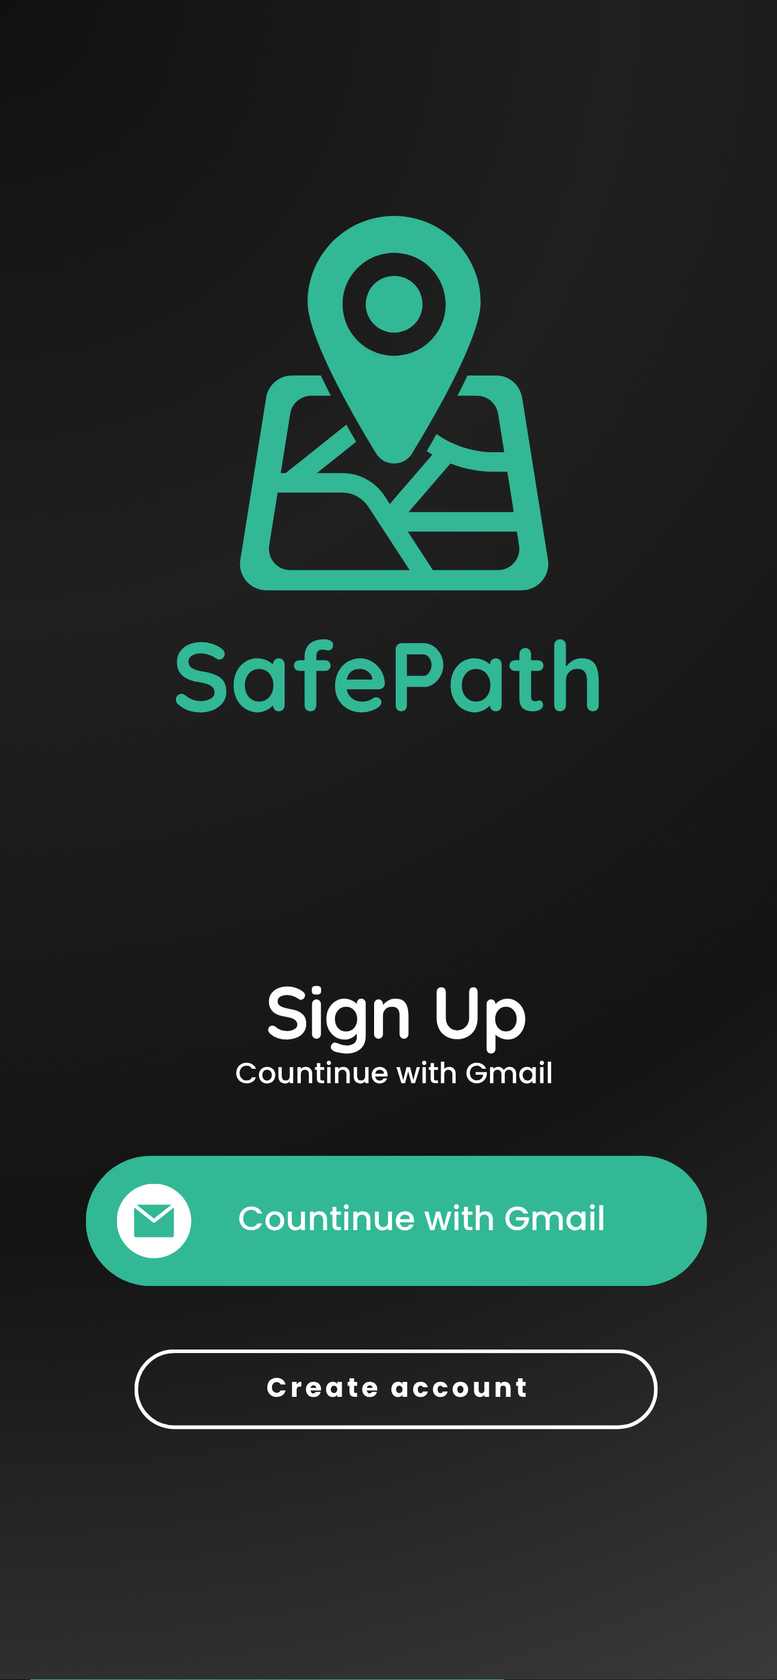 SafePath
Sign Up
Countinue with Gmail
Countinue with Gmail
Create account